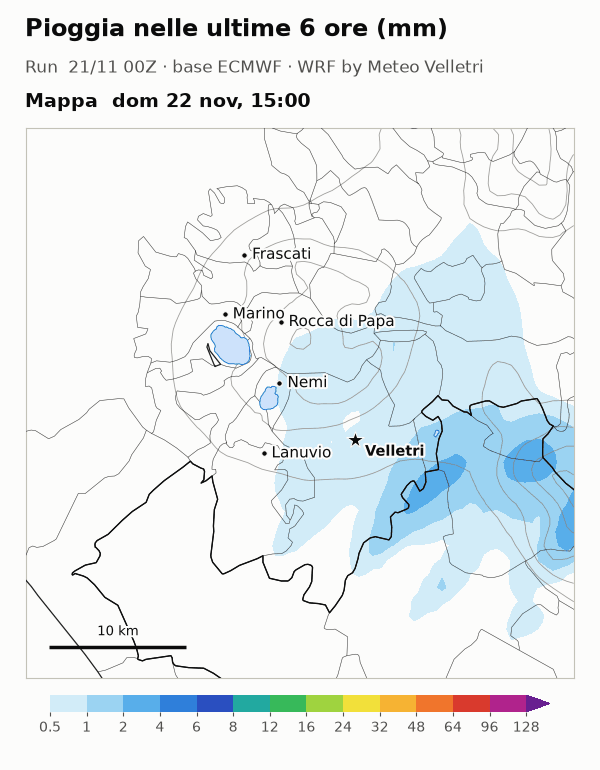 Pioggia nelle ultime 6 ore (mm)
Run  21/11 00Z · base ECMWF · WRF by Meteo Velletri
Mappa  dom 22 nov, 15:00
Frascati
Marino
Rocca di Papa
Nemi
Velletri
Lanuvio
10 km
0.5 1 2 4 6 8 12 16 24 32 48 64 96 128